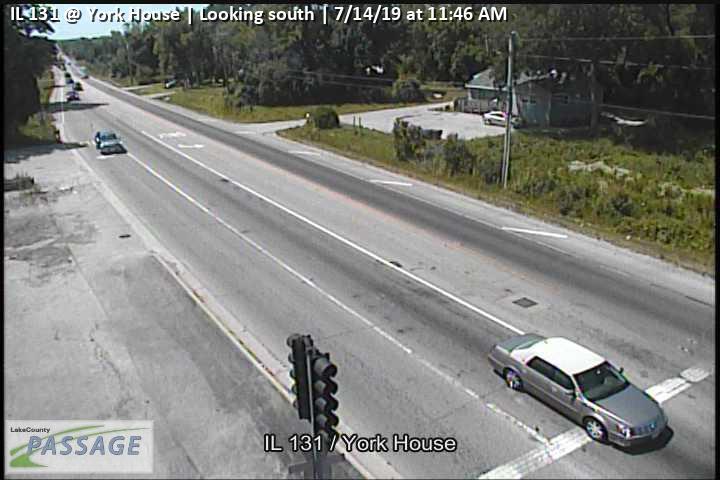 IL 131 @ York House | Looking south | 7/14/19 at 11:46 AM
LakeCounty
PASSAGE
IL 131 / York House